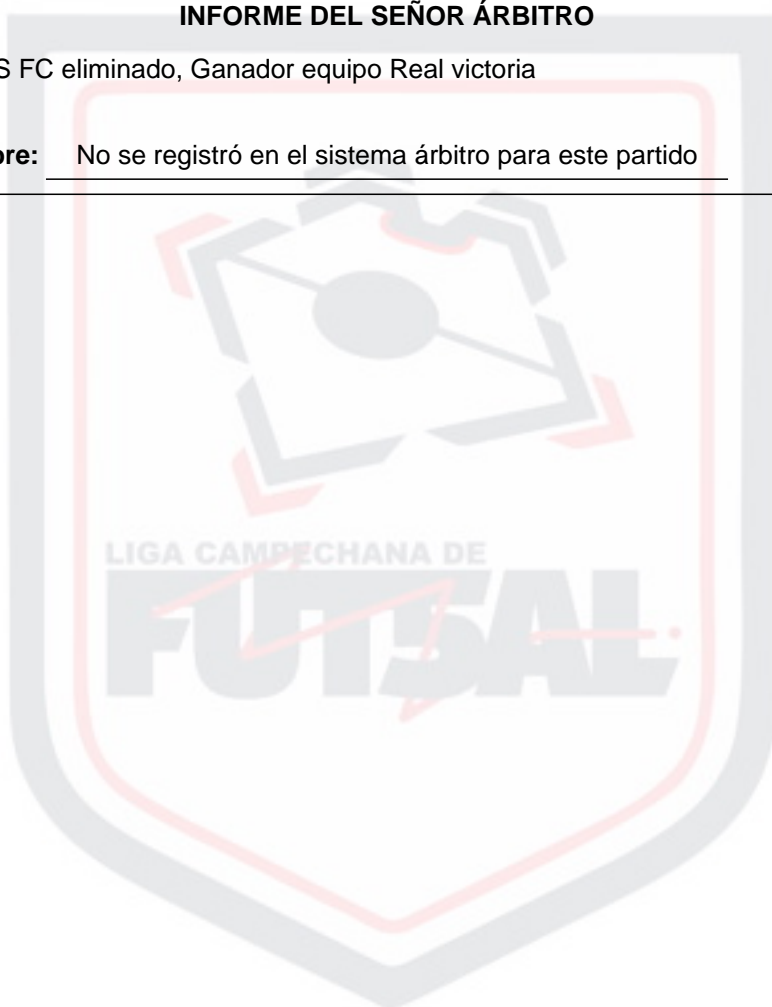 INFORME DEL SEÑOR ÁRBITRO
S FC eliminado, Ganador equipo Real victoria
bre: No se registró en el sistema árbitro para este partido
LIGA CAMPECHANA DE
FUTSAL